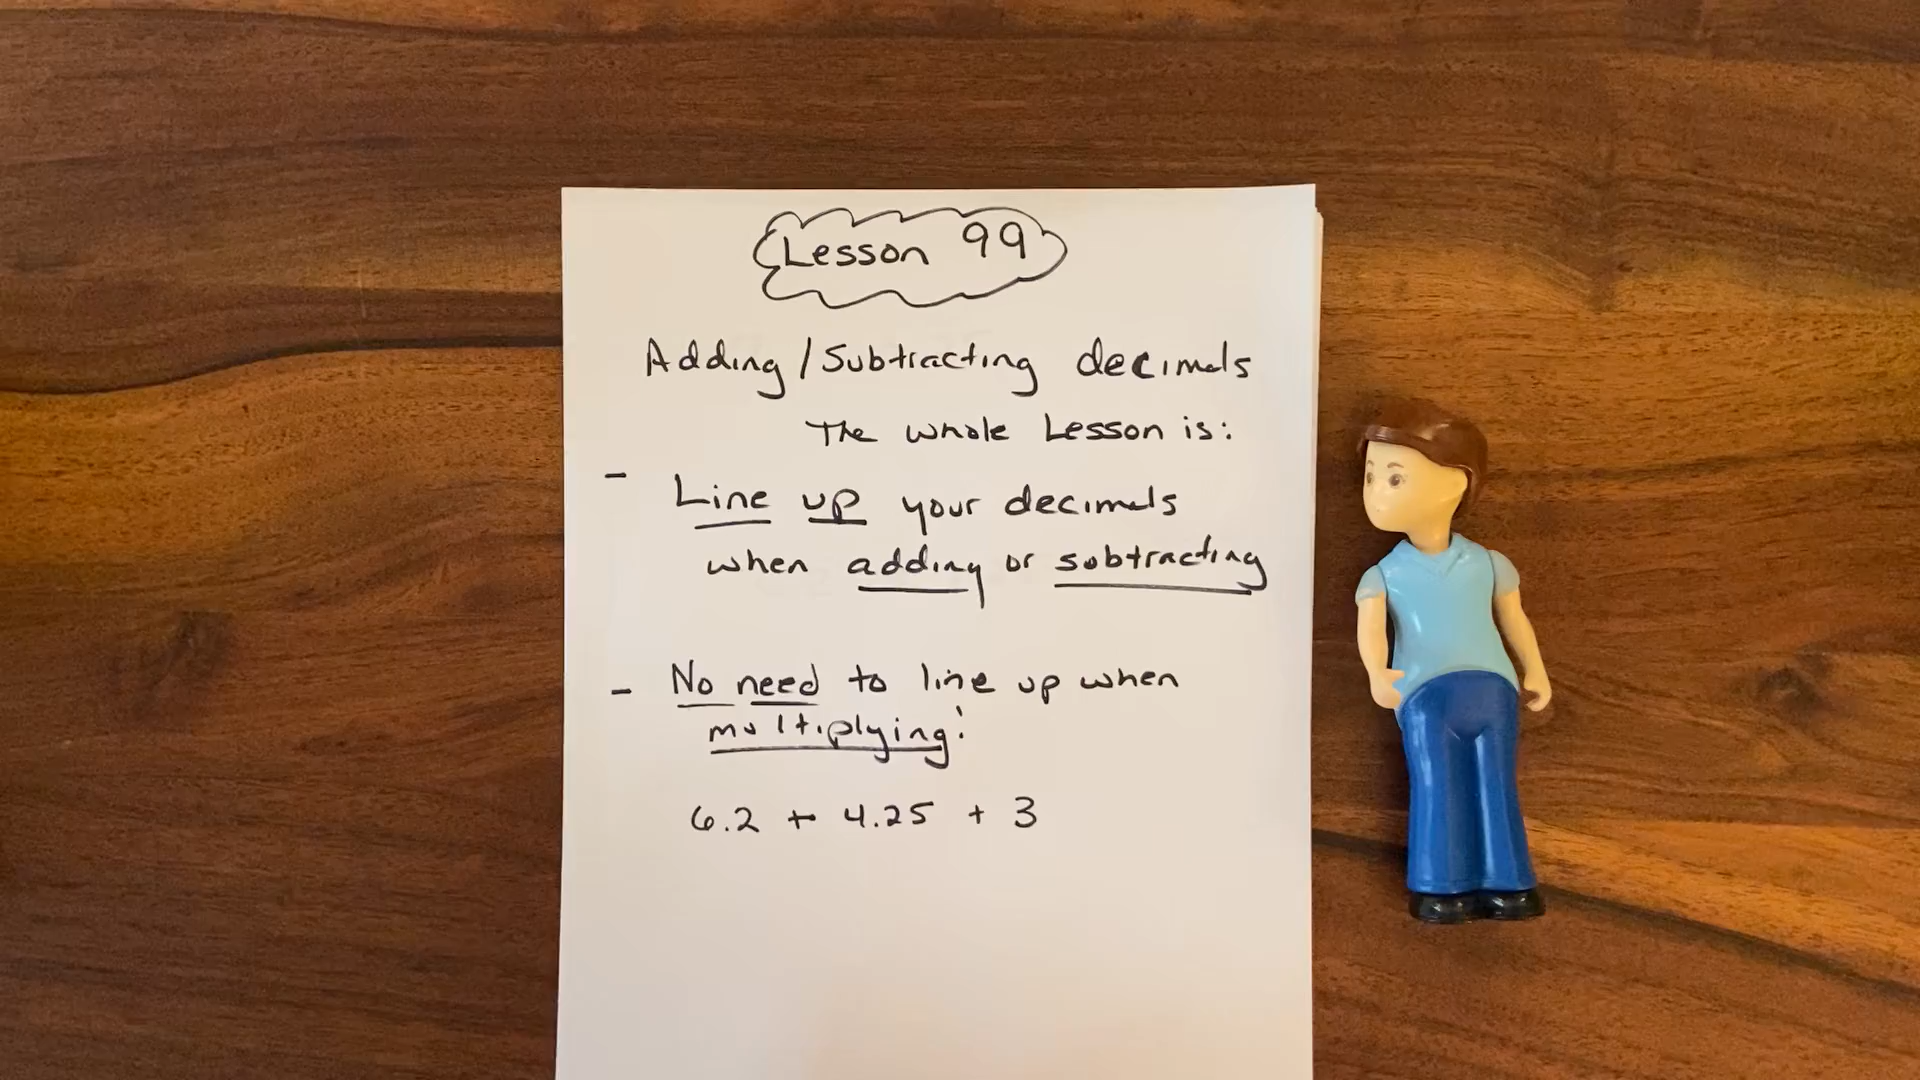 Lesson 99
Adding/Subtracting decimals
The whole Lesson is:
- Line up your decimals
when adding or subtracting
- No need to line up when
multiplying!
6.2 + 4.25 + 3